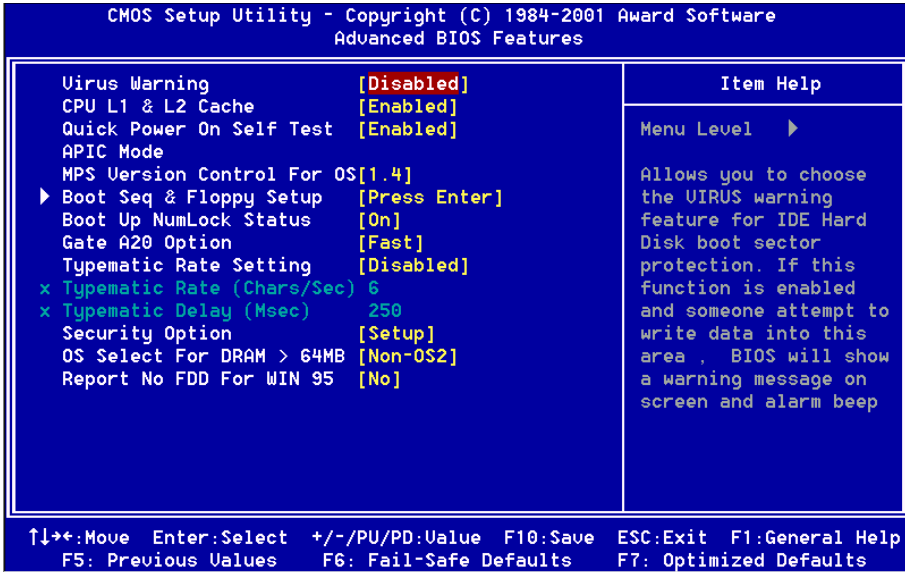 CMOS Setup Utility - Copyright (C) 1984-2001 Award Software
Advanced BIOS Features
Virus Warning [Disabled]
CPU L1 & L2 Cache [Enabled]
Quick Power On Self Test [Enabled]
APIC Mode
MPS Version Control For OS[1.4]
Boot Seq & Floppy Setup [Press Enter]
Boot Up NumLock Status [On]
Gate A20 Option [Fast]
Typematic Rate Setting [Disabled]
x Typematic Rate (Chars/Sec) 6
x Typematic Delay (Msec) 250
Security Option [Setup]
OS Select For DRAM > 64MB [Non-OS2]
Report No FDD For WIN 95 [No]
Item Help
Menu Level
Allows you to choose
the VIRUS warning
feature for IDE Hard
Disk boot sector
protection. If this
function is enabled
and someone attempt to
write data into this
area , BIOS will show
a warning message on
screen and alarm beep
↑↓→←:Move Enter:Select +/-/PU/PD:Value F10:Save ESC:Exit F1:General Help
F5: Previous Values F6: Fail-Safe Defaults F7: Optimized Defaults